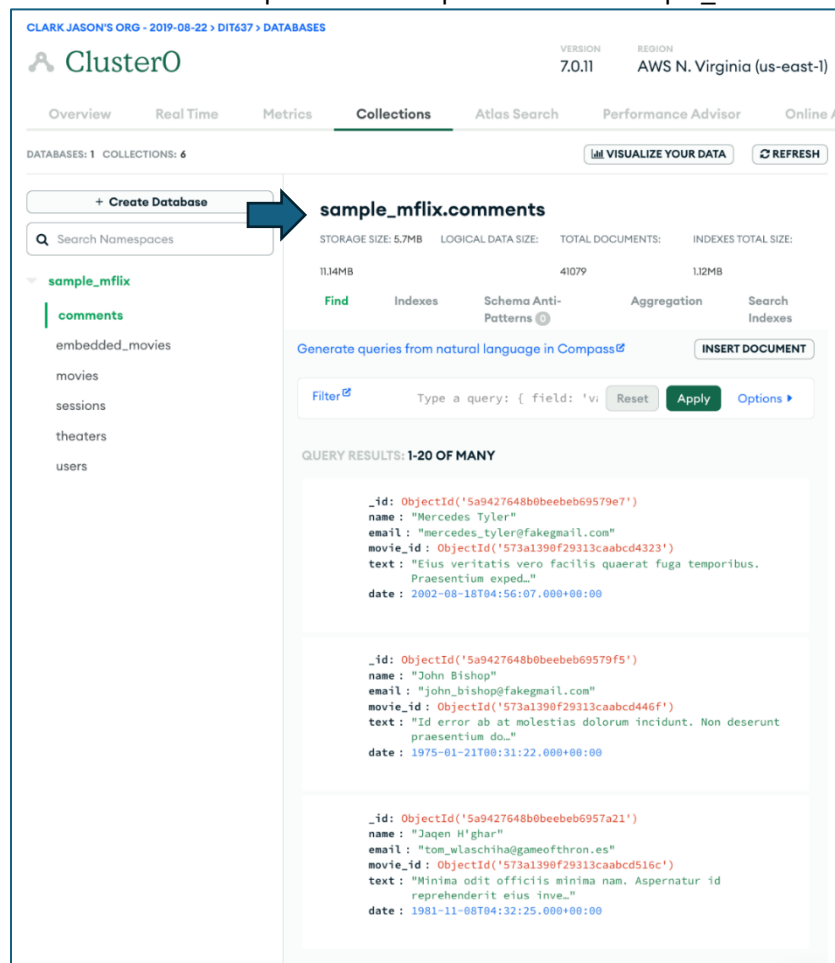 CLARK JASON'S ORG - 2019-08-22 > DIT637 > DATABASES
Cluster0
VERSION
7.0.11
REGION
AWS N. Virginia (us-east-1)
Overview Real Time Metrics Collections Atlas Search Performance Advisor Online
DATABASES: 1 COLLECTIONS: 6
VISUALIZE YOUR DATA
REFRESH
+ Create Database
Search Namespaces
sample_mflix
comments
embedded_movies
movies
sessions
theaters
users
sample_mflix.comments
STORAGE SIZE: 5.7MB LOGICAL DATA SIZE: TOTAL DOCUMENTS: INDEXES TOTAL SIZE:
11.14MB 41079 1.12MB
Find Indexes Schema Anti- Aggregation Search
Patterns 0 Indexes
Generate queries from natural language in Compass
INSERT DOCUMENT
Filter
Type a query: { field: 'va
Reset
Apply
Options
QUERY RESULTS: 1-20 OF MANY
_id: ObjectId('5a9427648b0beebeb69579e7')
name : "Mercedes Tyler"
email : "mercedes_tyler@fakegmail.com"
movie_id : ObjectId('573a1390f29313caabcd4323')
text : "Eius veritatis vero facilis quaerat fuga temporibus.
Praesentium exped…"
date : 2002-08-18T04:56:07.000+00:00
_id: ObjectId('5a9427648b0beebeb69579f5')
name : "John Bishop"
email : "john_bishop@fakegmail.com"
movie_id : ObjectId('573a1390f29313caabcd446f')
text : "Id error ab at molestias dolorum incidunt. Non deserunt
praesentium do…"
date : 1975-01-21T00:31:22.000+00:00
_id: ObjectId('5a9427648b0beebeb6957a21')
name : "Jaqen H'ghar"
email : "tom_wlaschiha@gameofthron.es"
movie_id : ObjectId('573a1390f29313caabcd516c')
text : "Minima odit officiis minima nam. Aspernatur id
reprehenderit eius inve…"
date : 1981-11-08T04:32:25.000+00:00